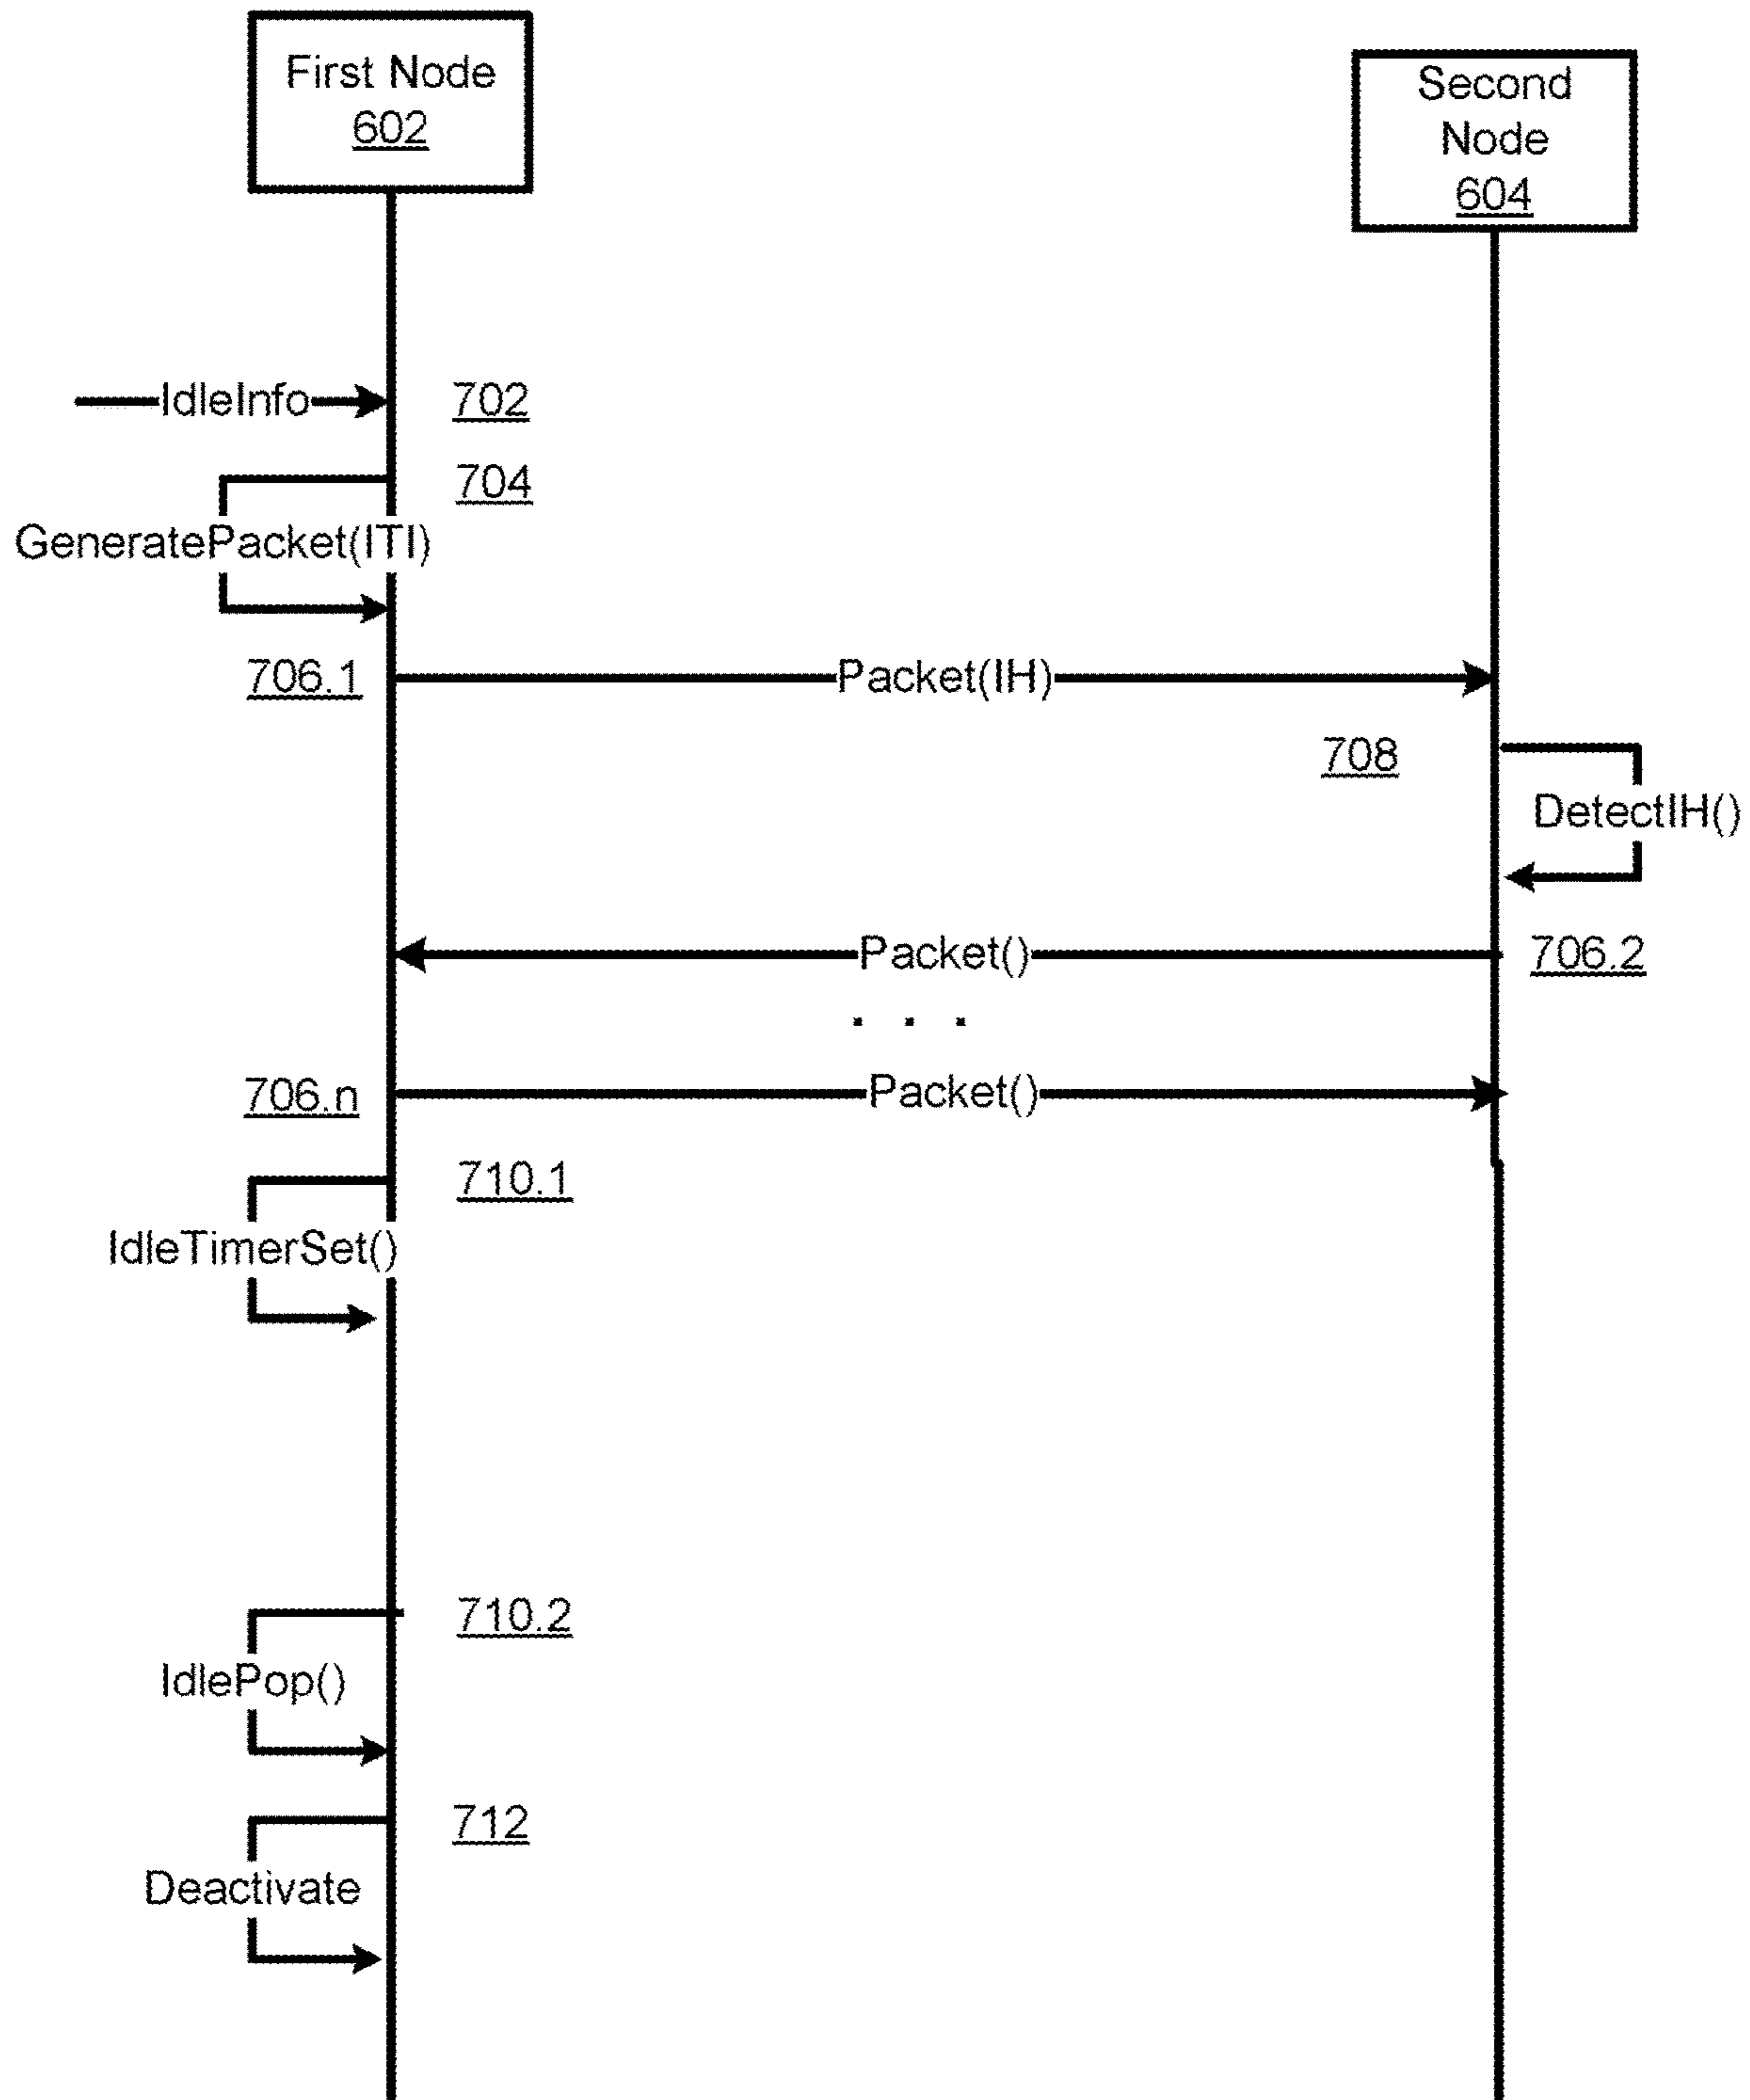 First Node
602
Second
Node
604
IdleInfo
702
704
GeneratePacket(ITI)
706.1
Packet(IH)
708
DetectIH()
Packet()
706.2
. . .
706.n
Packet()
710.1
IdleTimerSet()
710.2
IdlePop()
712
Deactivate